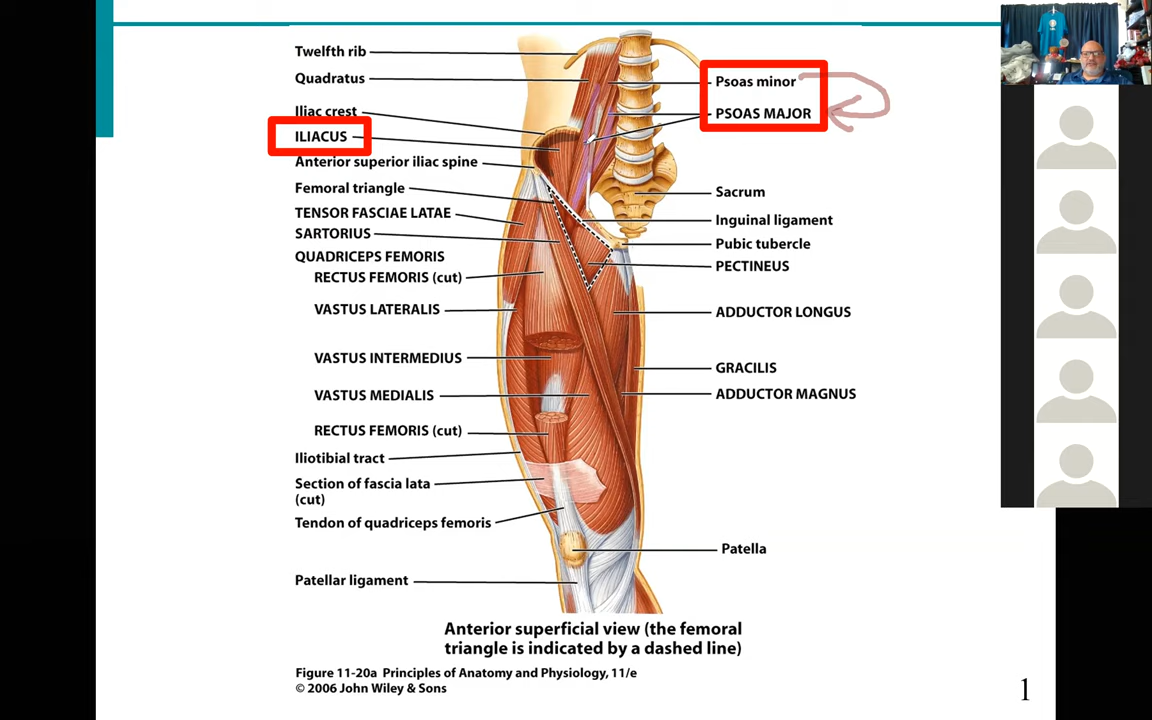 Twelfth rib
Quadratus
Iliac crest
ILIACUS
Anterior superior iliac spine
Femoral triangle
TENSOR FASCIAE LATAE
SARTORIUS
QUADRICEPS FEMORIS
RECTUS FEMORIS (cut)
VASTUS LATERALIS
VASTUS INTERMEDIUS
VASTUS MEDIALIS
RECTUS FEMORIS (cut)
Iliotibial tract
Section of fascia lata
(cut)
Tendon of quadriceps femoris
Patellar ligament
Psoas minor
PSOAS MAJOR
Sacrum
Inguinal ligament
Pubic tubercle
PECTINEUS
ADDUCTOR LONGUS
GRACILIS
ADDUCTOR MAGNUS
Patella
Anterior superficial view (the femoral
triangle is indicated by a dashed line)
Figure 11-20a Principles of Anatomy and Physiology, 11/e
© 2006 John Wiley & Sons
1